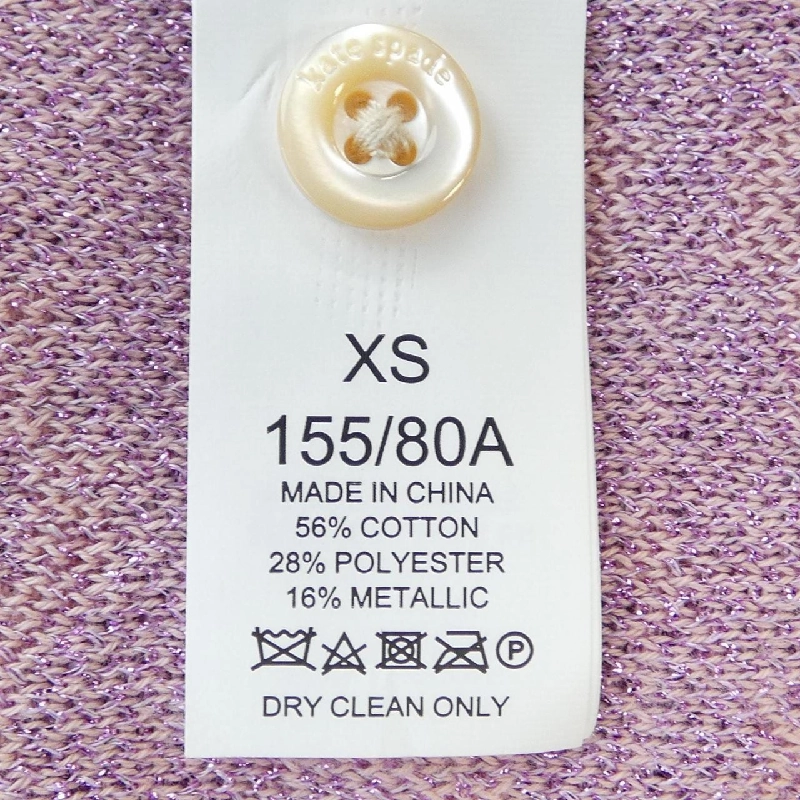 kate spade
XS
155/80A
MADE IN CHINA
56% COTTON
28% POLYESTER
16% METALLIC
P
DRY CLEAN ONLY